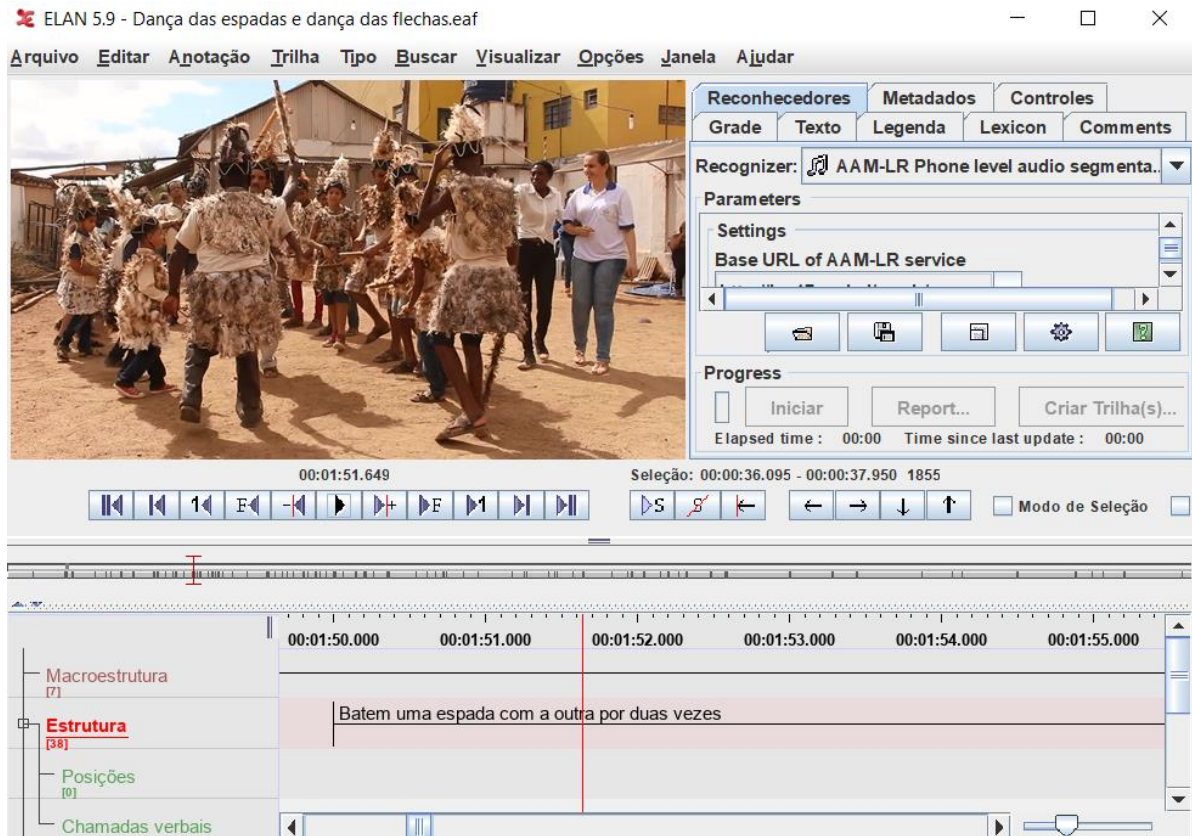 ELAN 5.9 - Dança das espadas e dança das flechas.eaf
Arquivo Editar Anotação Trilha Tipo Buscar Visualizar Opções Janela Ajudar
Reconhecedores Metadados Controles
Grade Texto Legenda Lexicon Comments
Recognizer: AAM-LR Phone level audio segmenta..
Parameters
Settings
Base URL of AAM-LR service
Progress
Iniciar Report... Criar Trilha(s)...
Elapsed time : 00:00 Time since last update : 00:00
00:01:51.649 Seleção: 00:00:36.095 - 00:00:37.950 1855
1 F F 1 S S Modo de Seleção
00:01:50.000 00:01:51.000 00:01:52.000 00:01:53.000 00:01:54.000 00:01:55.000
Macroestrutura
[7]
Batem uma espada com a outra por duas vezes
Estrutura
[38]
Posições
[0]
Chamadas verbais